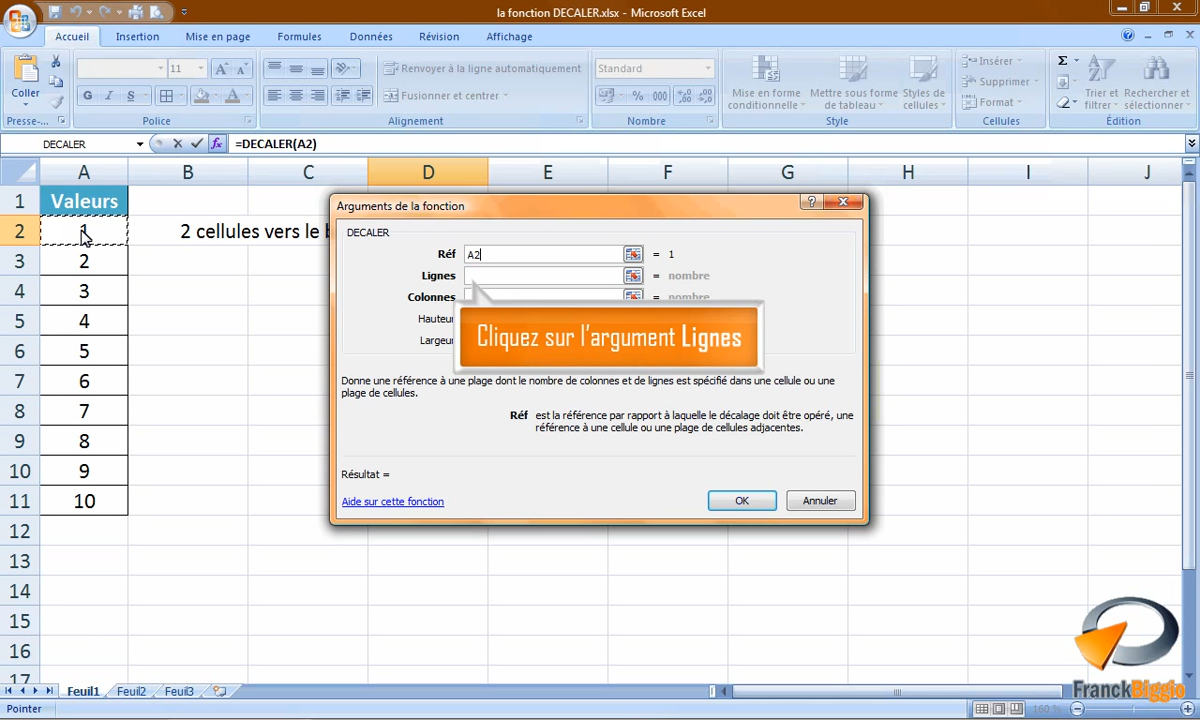 la fonction DECALER.xlsx - Microsoft Excel
Accueil Insertion Mise en page Formules Données Révision Affichage
Coller
Presse-...
11
A A
G I S
A
Police
Renvoyer à la ligne automatiquement
Fusionner et centrer
Alignement
Standard
% 000
Nombre
Mise en forme conditionnelle
Mettre sous forme de tableau
Styles de cellules
Style
Insérer
Supprimer
Format
Cellules
Σ
Trier et filtrer
Rechercher et sélectionner
Édition
DECALER
fx
=DECALER(A2)
A B C D E F G H I J
1 Valeurs
2 1 2 cellules vers le
3 2
4 3
5 4
6 5
7 6
8 7
9 8
10 9
11 10
12
13
14
15
16
17
Arguments de la fonction
DECALER
Réf A2 = 1
Lignes = nombre
Colonnes = nombre
Hauteur
Largeur
Cliquez sur l'argument Lignes
Donne une référence à une plage dont le nombre de colonnes et de lignes est spécifié dans une cellule ou une
plage de cellules.
Réf est la référence par rapport à laquelle le décalage doit être opéré, une
référence à une cellule ou une plage de cellules adjacentes.
Résultat =
Aide sur cette fonction
OK
Annuler
FranckBiggio
Feuil1 Feuil2 Feuil3
Pointer
160 %